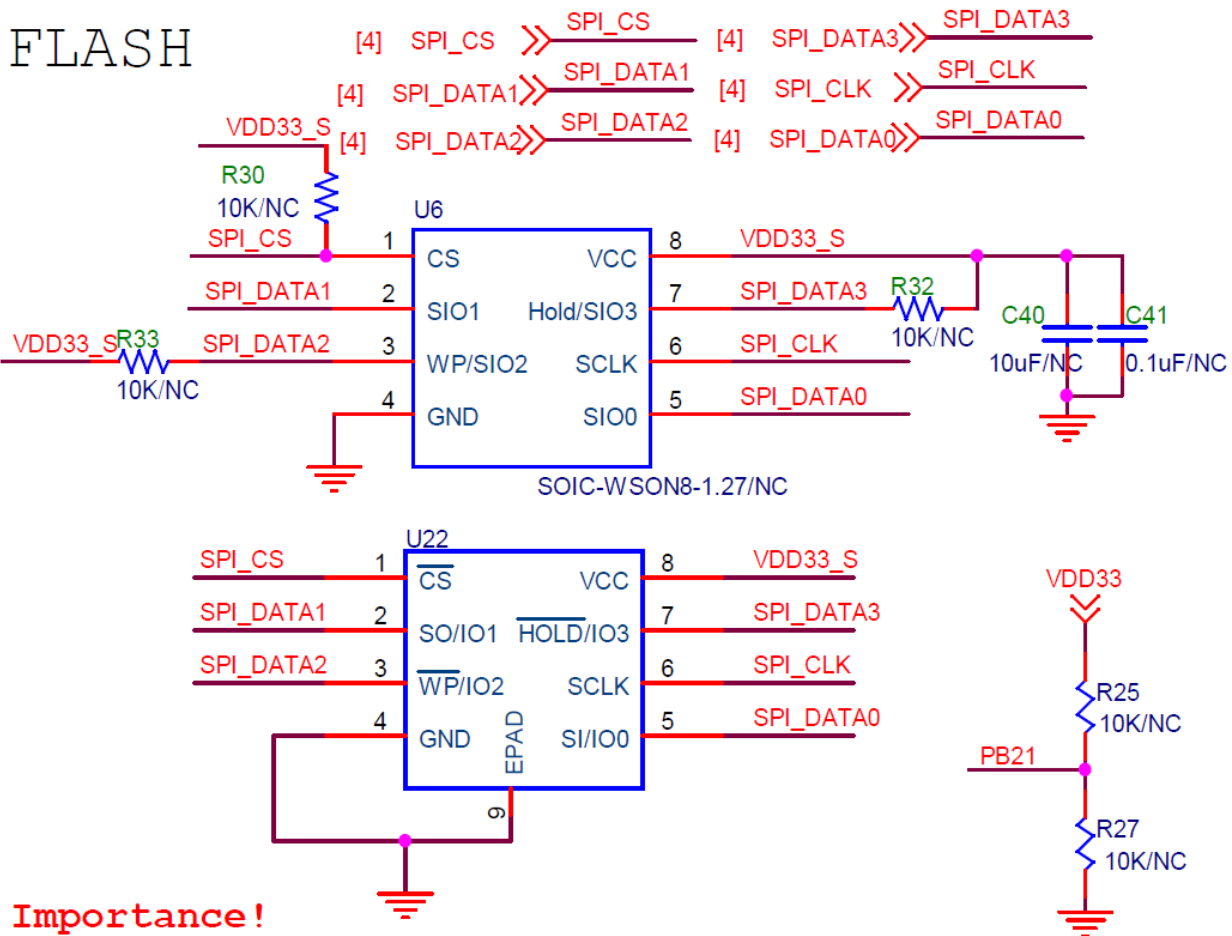 FLASH
[4] SPI_CS SPI_CS [4] SPI_DATA3 SPI_DATA3
[4] SPI_DATA1 SPI_DATA1 [4] SPI_CLK SPI_CLK
[4] SPI_DATA2 SPI_DATA2 [4] SPI_DATA0 SPI_DATA0
VDD33_S
R30
10K/NC
U6
SPI_CS 1 CS VCC 8 VDD33_S
SPI_DATA1 2 SIO1 Hold/SIO3 7 SPI_DATA3 R32
10K/NC
C40
10uF/NC
C41
0.1uF/NC
VDD33_S R33 SPI_DATA2 3 WP/SIO2 SCLK 6 SPI_CLK
10K/NC
4 GND SIO0 5 SPI_DATA0
SOIC-WSON8-1.27/NC
U22
SPI_CS 1 CS VCC 8 VDD33_S
SPI_DATA1 2 SO/IO1 HOLD/IO3 7 SPI_DATA3
SPI_DATA2 3 WP/IO2 SCLK 6 SPI_CLK
4 GND EPAD SI/IO0 5 SPI_DATA0
9
VDD33
R25
10K/NC
PB21
R27
10K/NC
Importance!